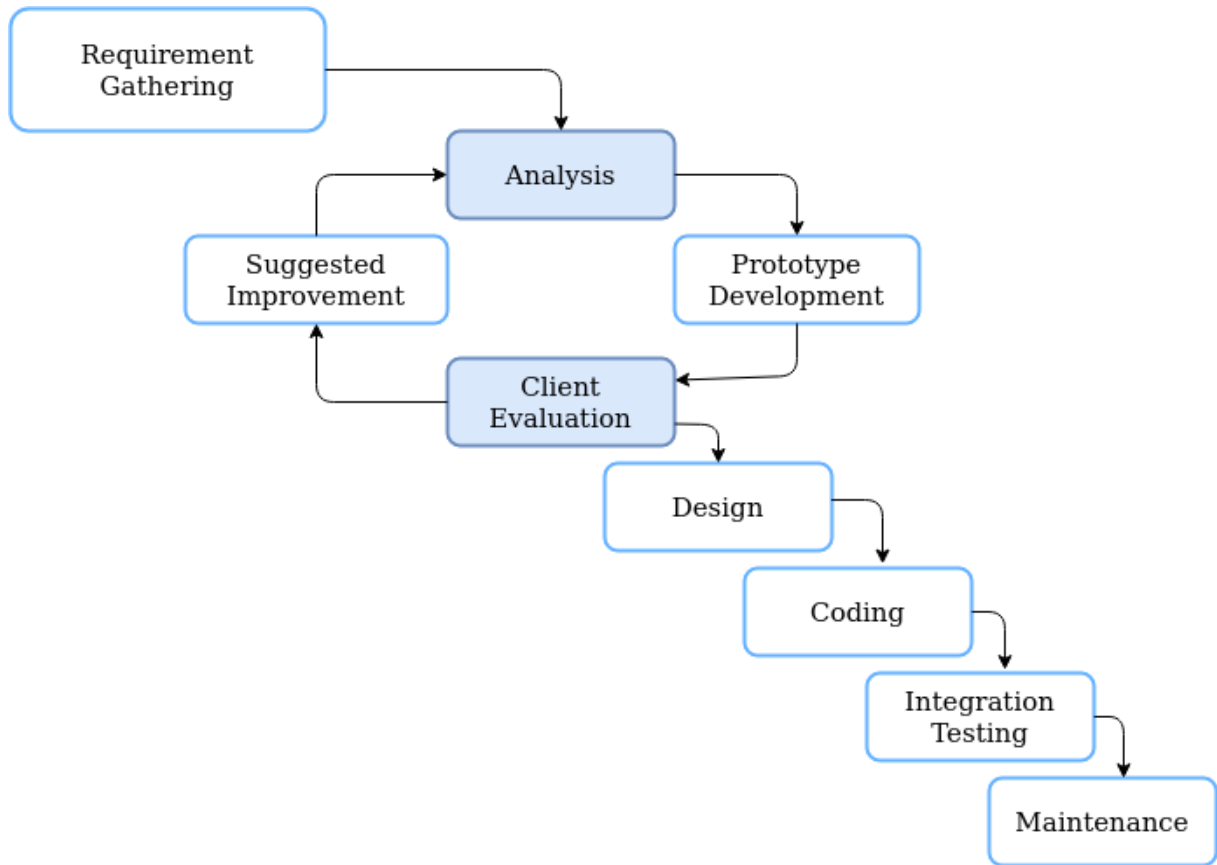 Requirement
Gathering
Analysis
Suggested
Improvement
Prototype
Development
Client
Evaluation
Design
Coding
Integration
Testing
Maintenance